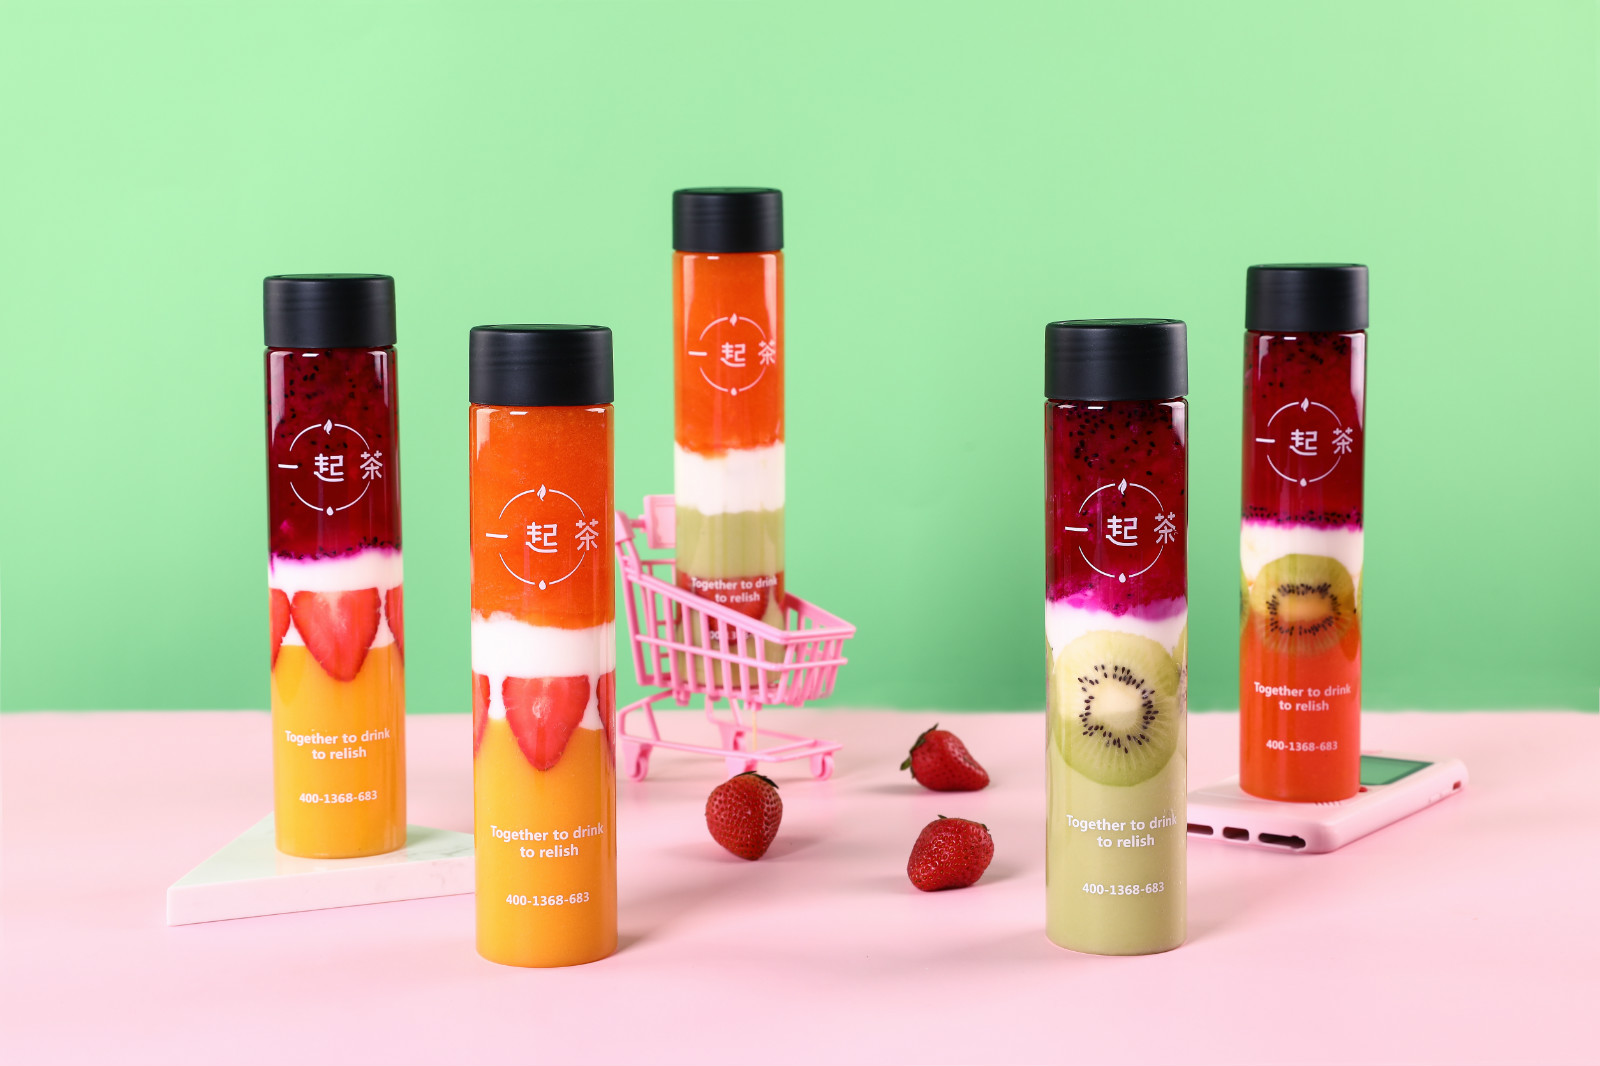 一起茶
Together to drink
to relish
400-1368-683
一起茶
Together to drink
to relish
400-1368-683
一起茶
Together to drink
to relish
一起茶
Together to drink
to relish
400-1368-683
一起茶
Together to drink
to relish
400-1368-683